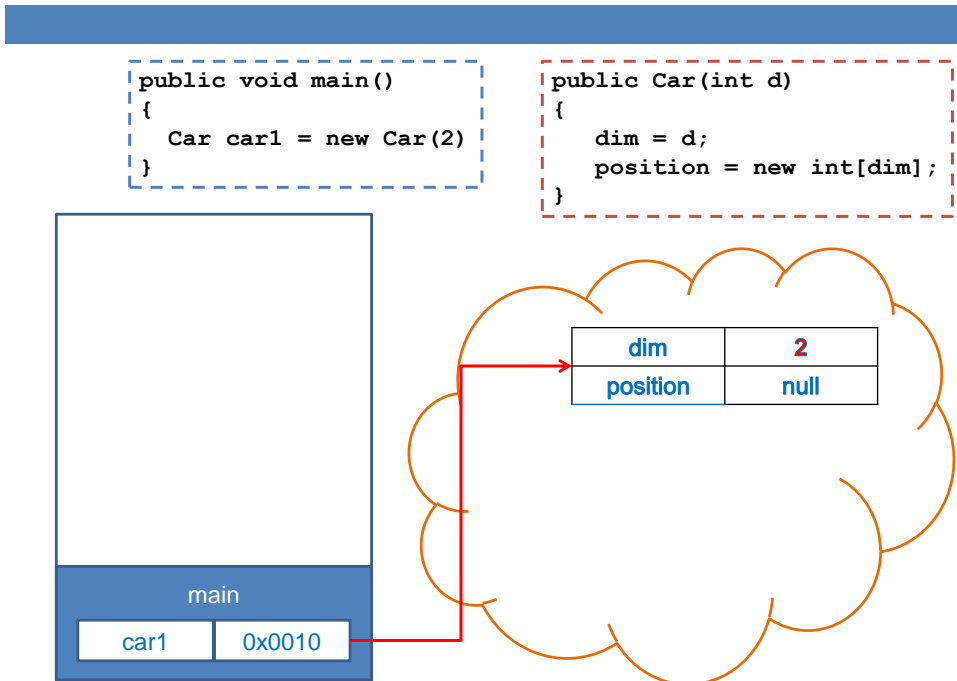 public void main()
{
  Car car1 = new Car(2)
}
public Car(int d)
{
   dim = d;
   position = new int[dim];
}
dim 2
position null
main
car1 0x0010